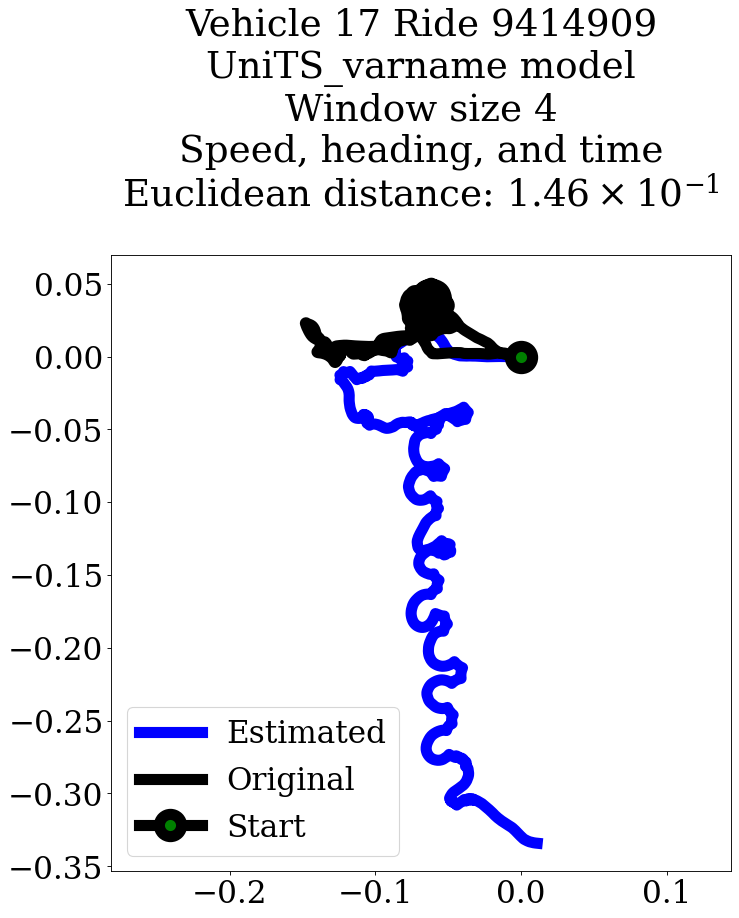 Vehicle 17 Ride 9414909
UniTS_varname model
Window size 4
Speed, heading, and time
Euclidean distance: 1.46 × 10⁻¹
0.05
0.00
−0.05
−0.10
−0.15
−0.20
−0.25
−0.30
−0.35
Estimated
Original
Start
−0.2
−0.1
0.0
0.1